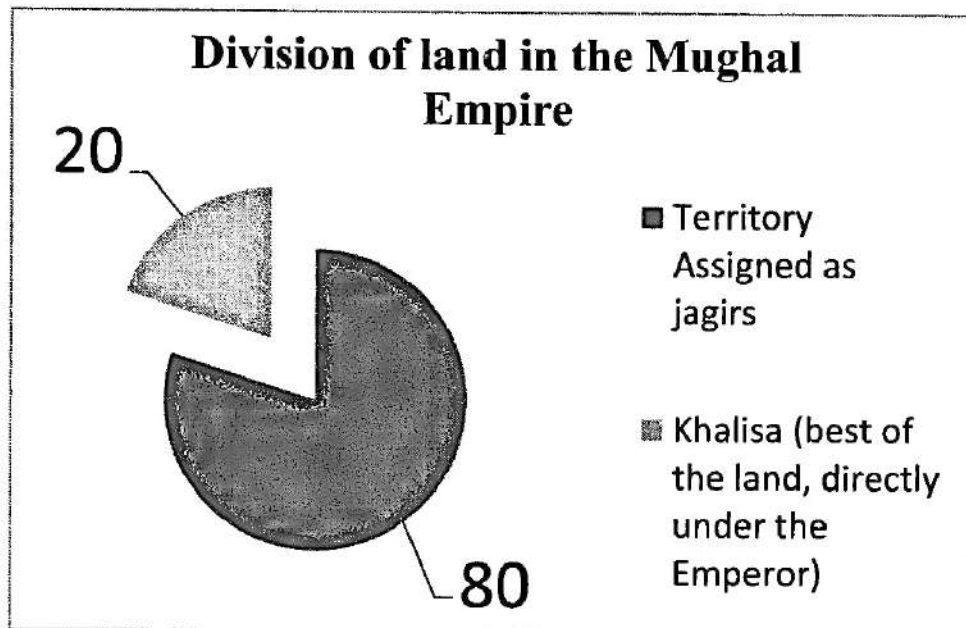 Division of land in the Mughal
Empire
20
Territory
Assigned as
jagirs
Khalisa (best of
the land, directly
under the
Emperor)
80